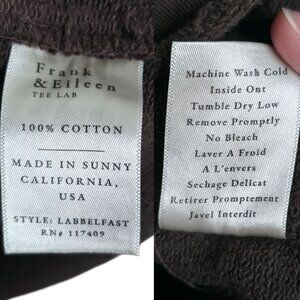 Frank
& Eileen
TEE LAB
100% COTTON
MADE IN SUNNY
CALIFORNIA,
USA
STYLE: LABBELFAST
RN# 117409
Machine Wash Cold
Inside Out
Tumble Dry Low
Remove Promptly
No Bleach
Laver A Froid
A L'envers
Sechage Delicat
Retirer Promptement
Javel Interdit